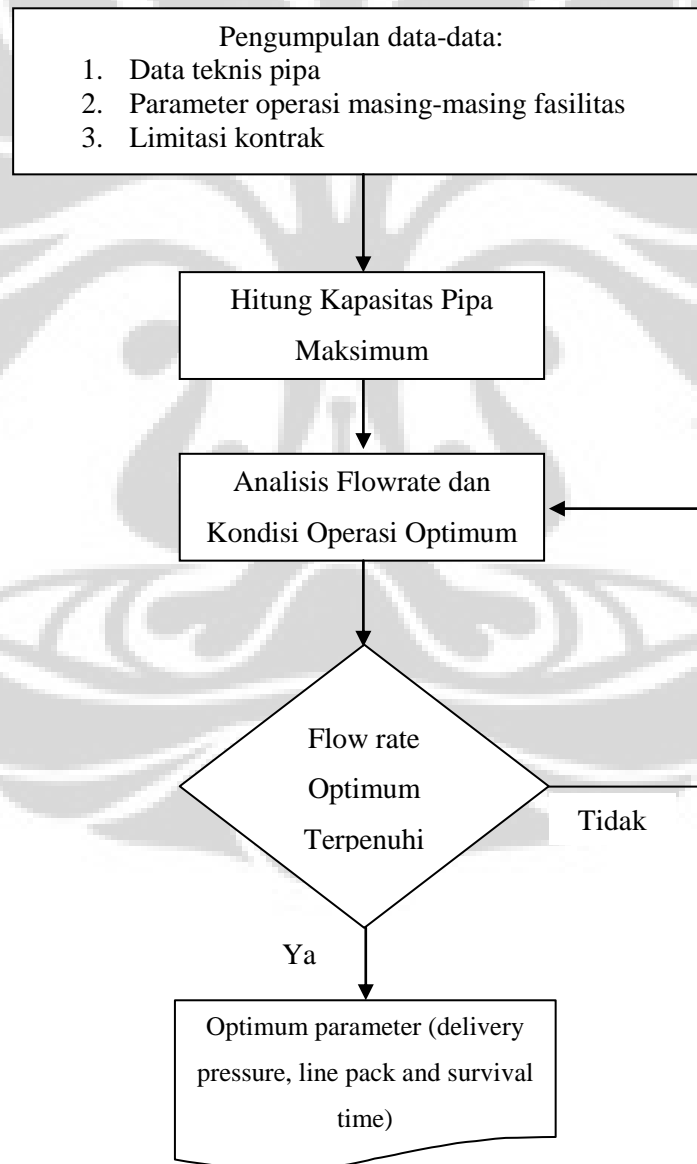 Pengumpulan data-data:
1. Data teknis pipa
2. Parameter operasi masing-masing fasilitas
3. Limitasi kontrak
Hitung Kapasitas Pipa
Maksimum
Analisis Flowrate dan
Kondisi Operasi Optimum
Flow rate
Optimum
Terpenuhi
Tidak
Ya
Optimum parameter (delivery
pressure, line pack and survival
time)